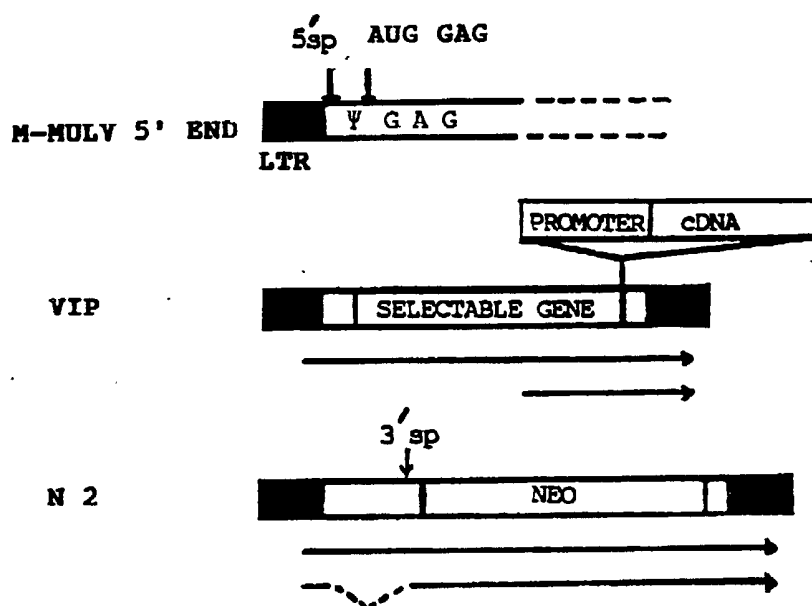 5'sp AUG GAG
Ψ G A G
M-MULV 5' END
LTR
PROMOTER cDNA
VIP
SELECTABLE GENE
3'sp
N 2
NEO